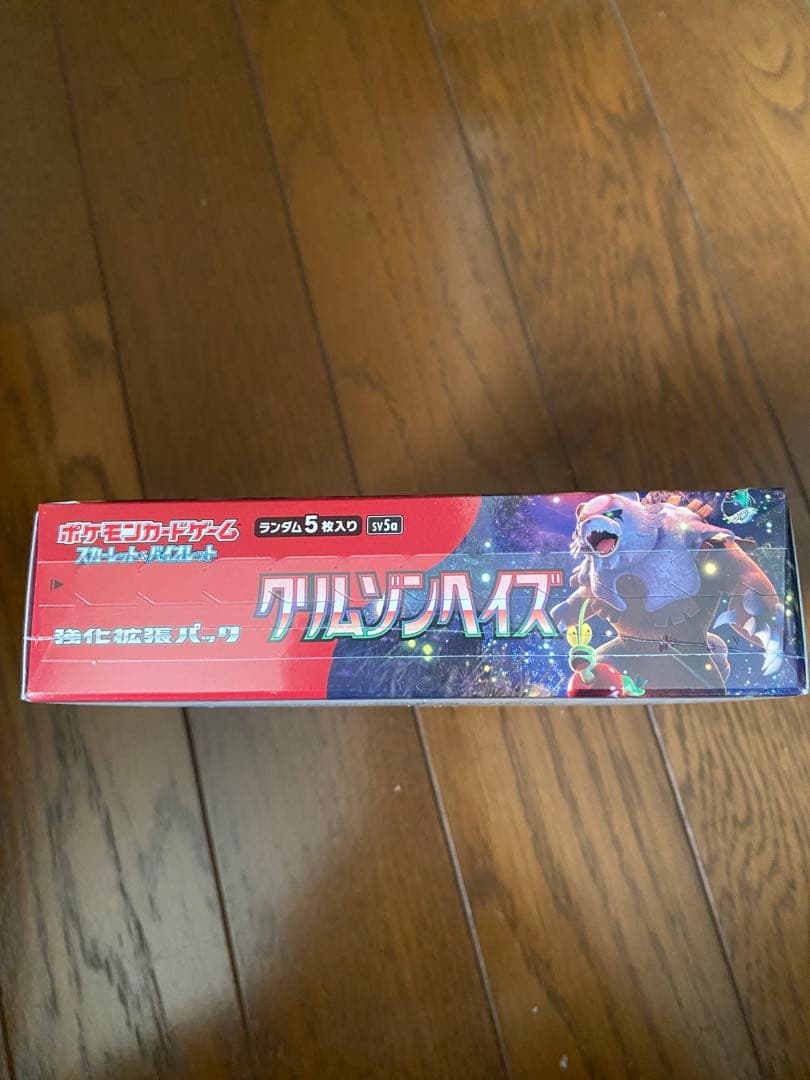 ポケモンカードゲーム
スカーレット&バイオレット
ランダム5枚入り
sv5a
強化拡張パック
クリムゾンヘイズ